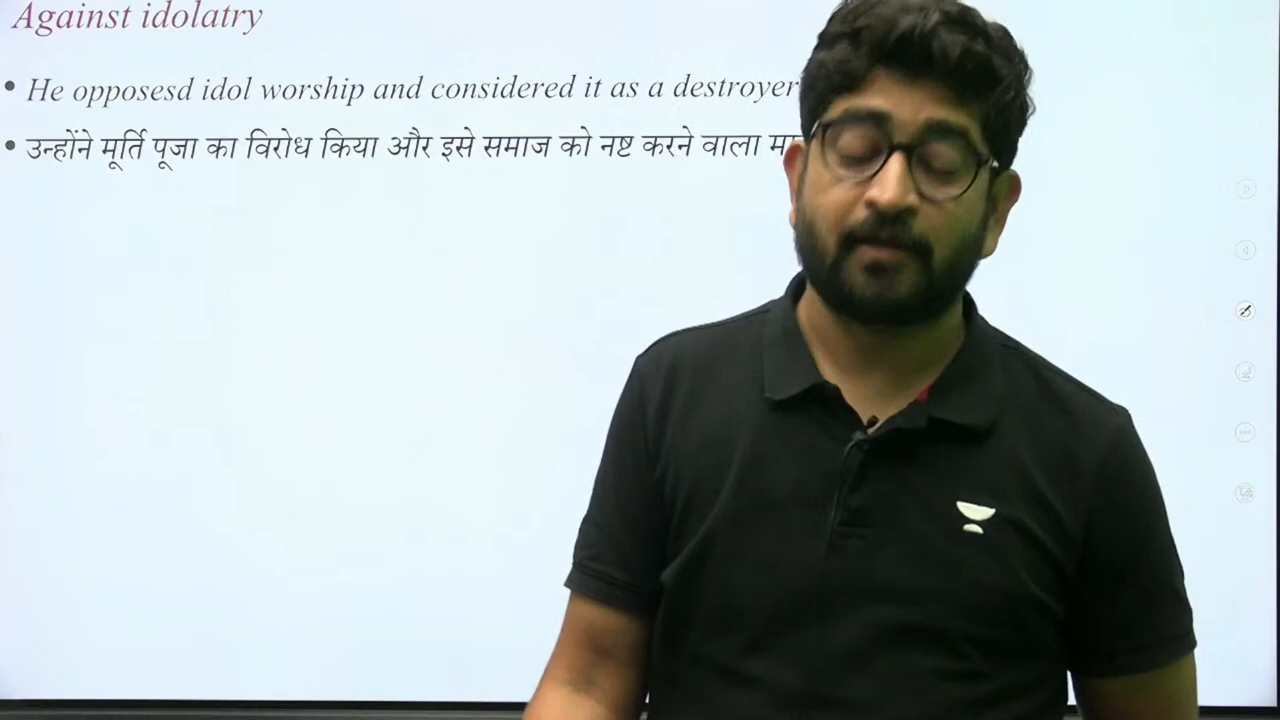 Against idolatry
• He opposesd idol worship and considered it as a destroyer
• उन्होंने मूर्ति पूजा का विरोध किया और इसे समाज को नष्ट करने वाला